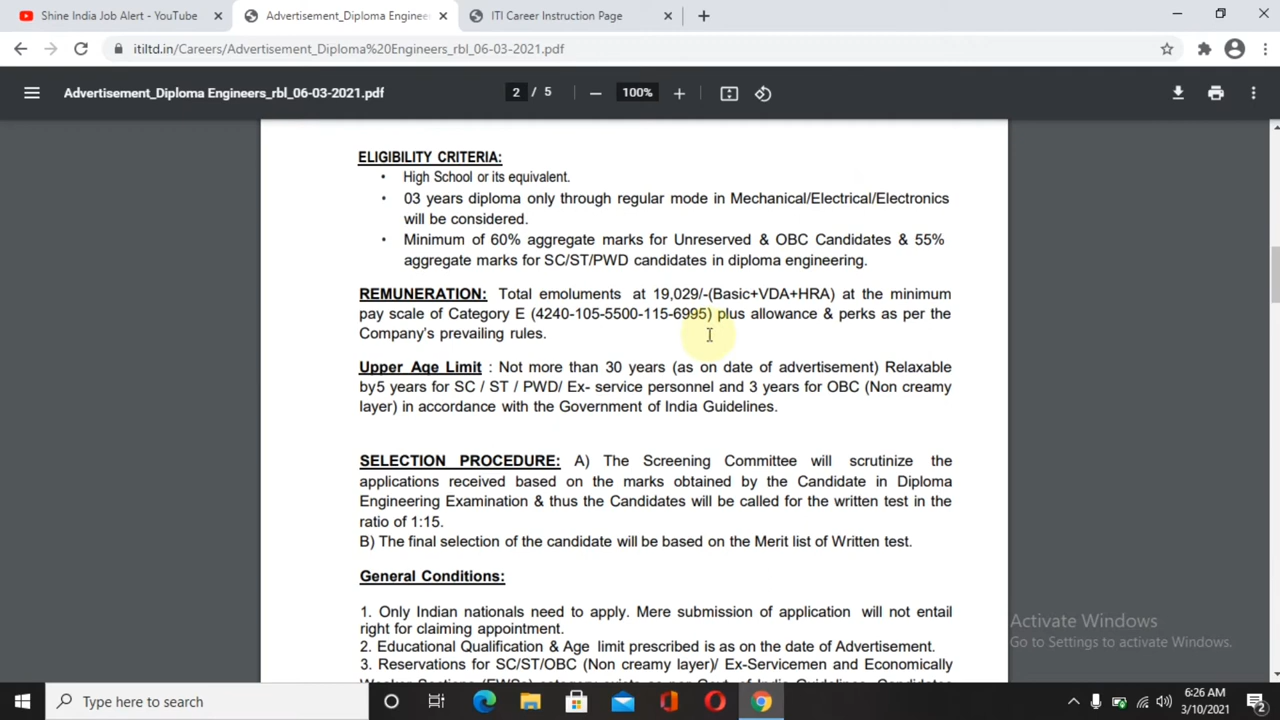 Shine India Job Alert - YouTube
Advertisement_Diploma Enginee
ITI Career Instruction Page
itiltd.in/Careers/Advertisement_Diploma%20Engineers_rbl_06-03-2021.pdf
Advertisement_Diploma Engineers_rbl_06-03-2021.pdf
2 / 5
100%
ELIGIBILITY CRITERIA:
• High School or its equivalent.
• 03 years diploma only through regular mode in Mechanical/Electrical/Electronics
will be considered.
• Minimum of 60% aggregate marks for Unreserved & OBC Candidates & 55%
aggregate marks for SC/ST/PWD candidates in diploma engineering.
REMUNERATION: Total emoluments at 19,029/-(Basic+VDA+HRA) at the minimum
pay scale of Category E (4240-105-5500-115-6995) plus allowance & perks as per the
Company's prevailing rules.
Upper Age Limit : Not more than 30 years (as on date of advertisement) Relaxable
by5 years for SC / ST / PWD/ Ex- service personnel and 3 years for OBC (Non creamy
layer) in accordance with the Government of India Guidelines.
SELECTION PROCEDURE: A) The Screening Committee will scrutinize the
applications received based on the marks obtained by the Candidate in Diploma
Engineering Examination & thus the Candidates will be called for the written test in the
ratio of 1:15.
B) The final selection of the candidate will be based on the Merit list of Written test.
General Conditions:
1. Only Indian nationals need to apply. Mere submission of application will not entail
right for claiming appointment.
2. Educational Qualification & Age limit prescribed is as on the date of Advertisement.
3. Reservations for SC/ST/OBC (Non creamy layer)/ Ex-Servicemen and Economically
Activate Windows
Go to Settings to activate Windows.
Type here to search
6:26 AM
3/10/2021
2